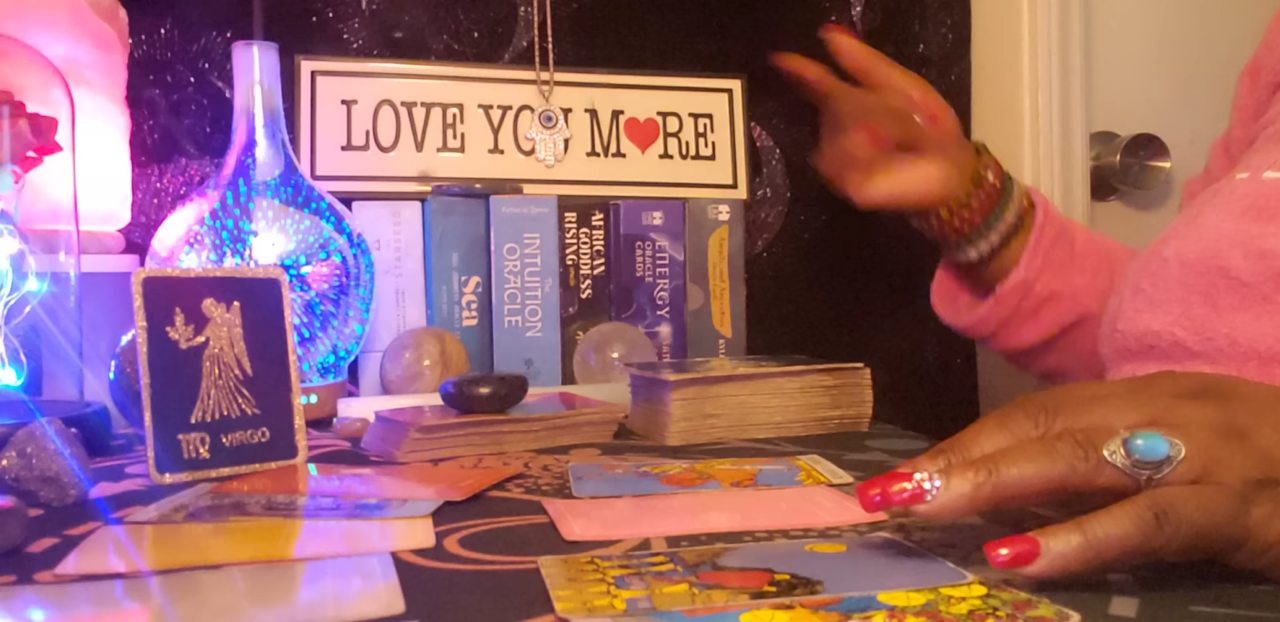 LOVE YOU MORE
Sea
The
INTUITION
ORACLE
AFRICAN
GODDESS
RISING
ENERGY
ORACLE
CARDS
VIRGO